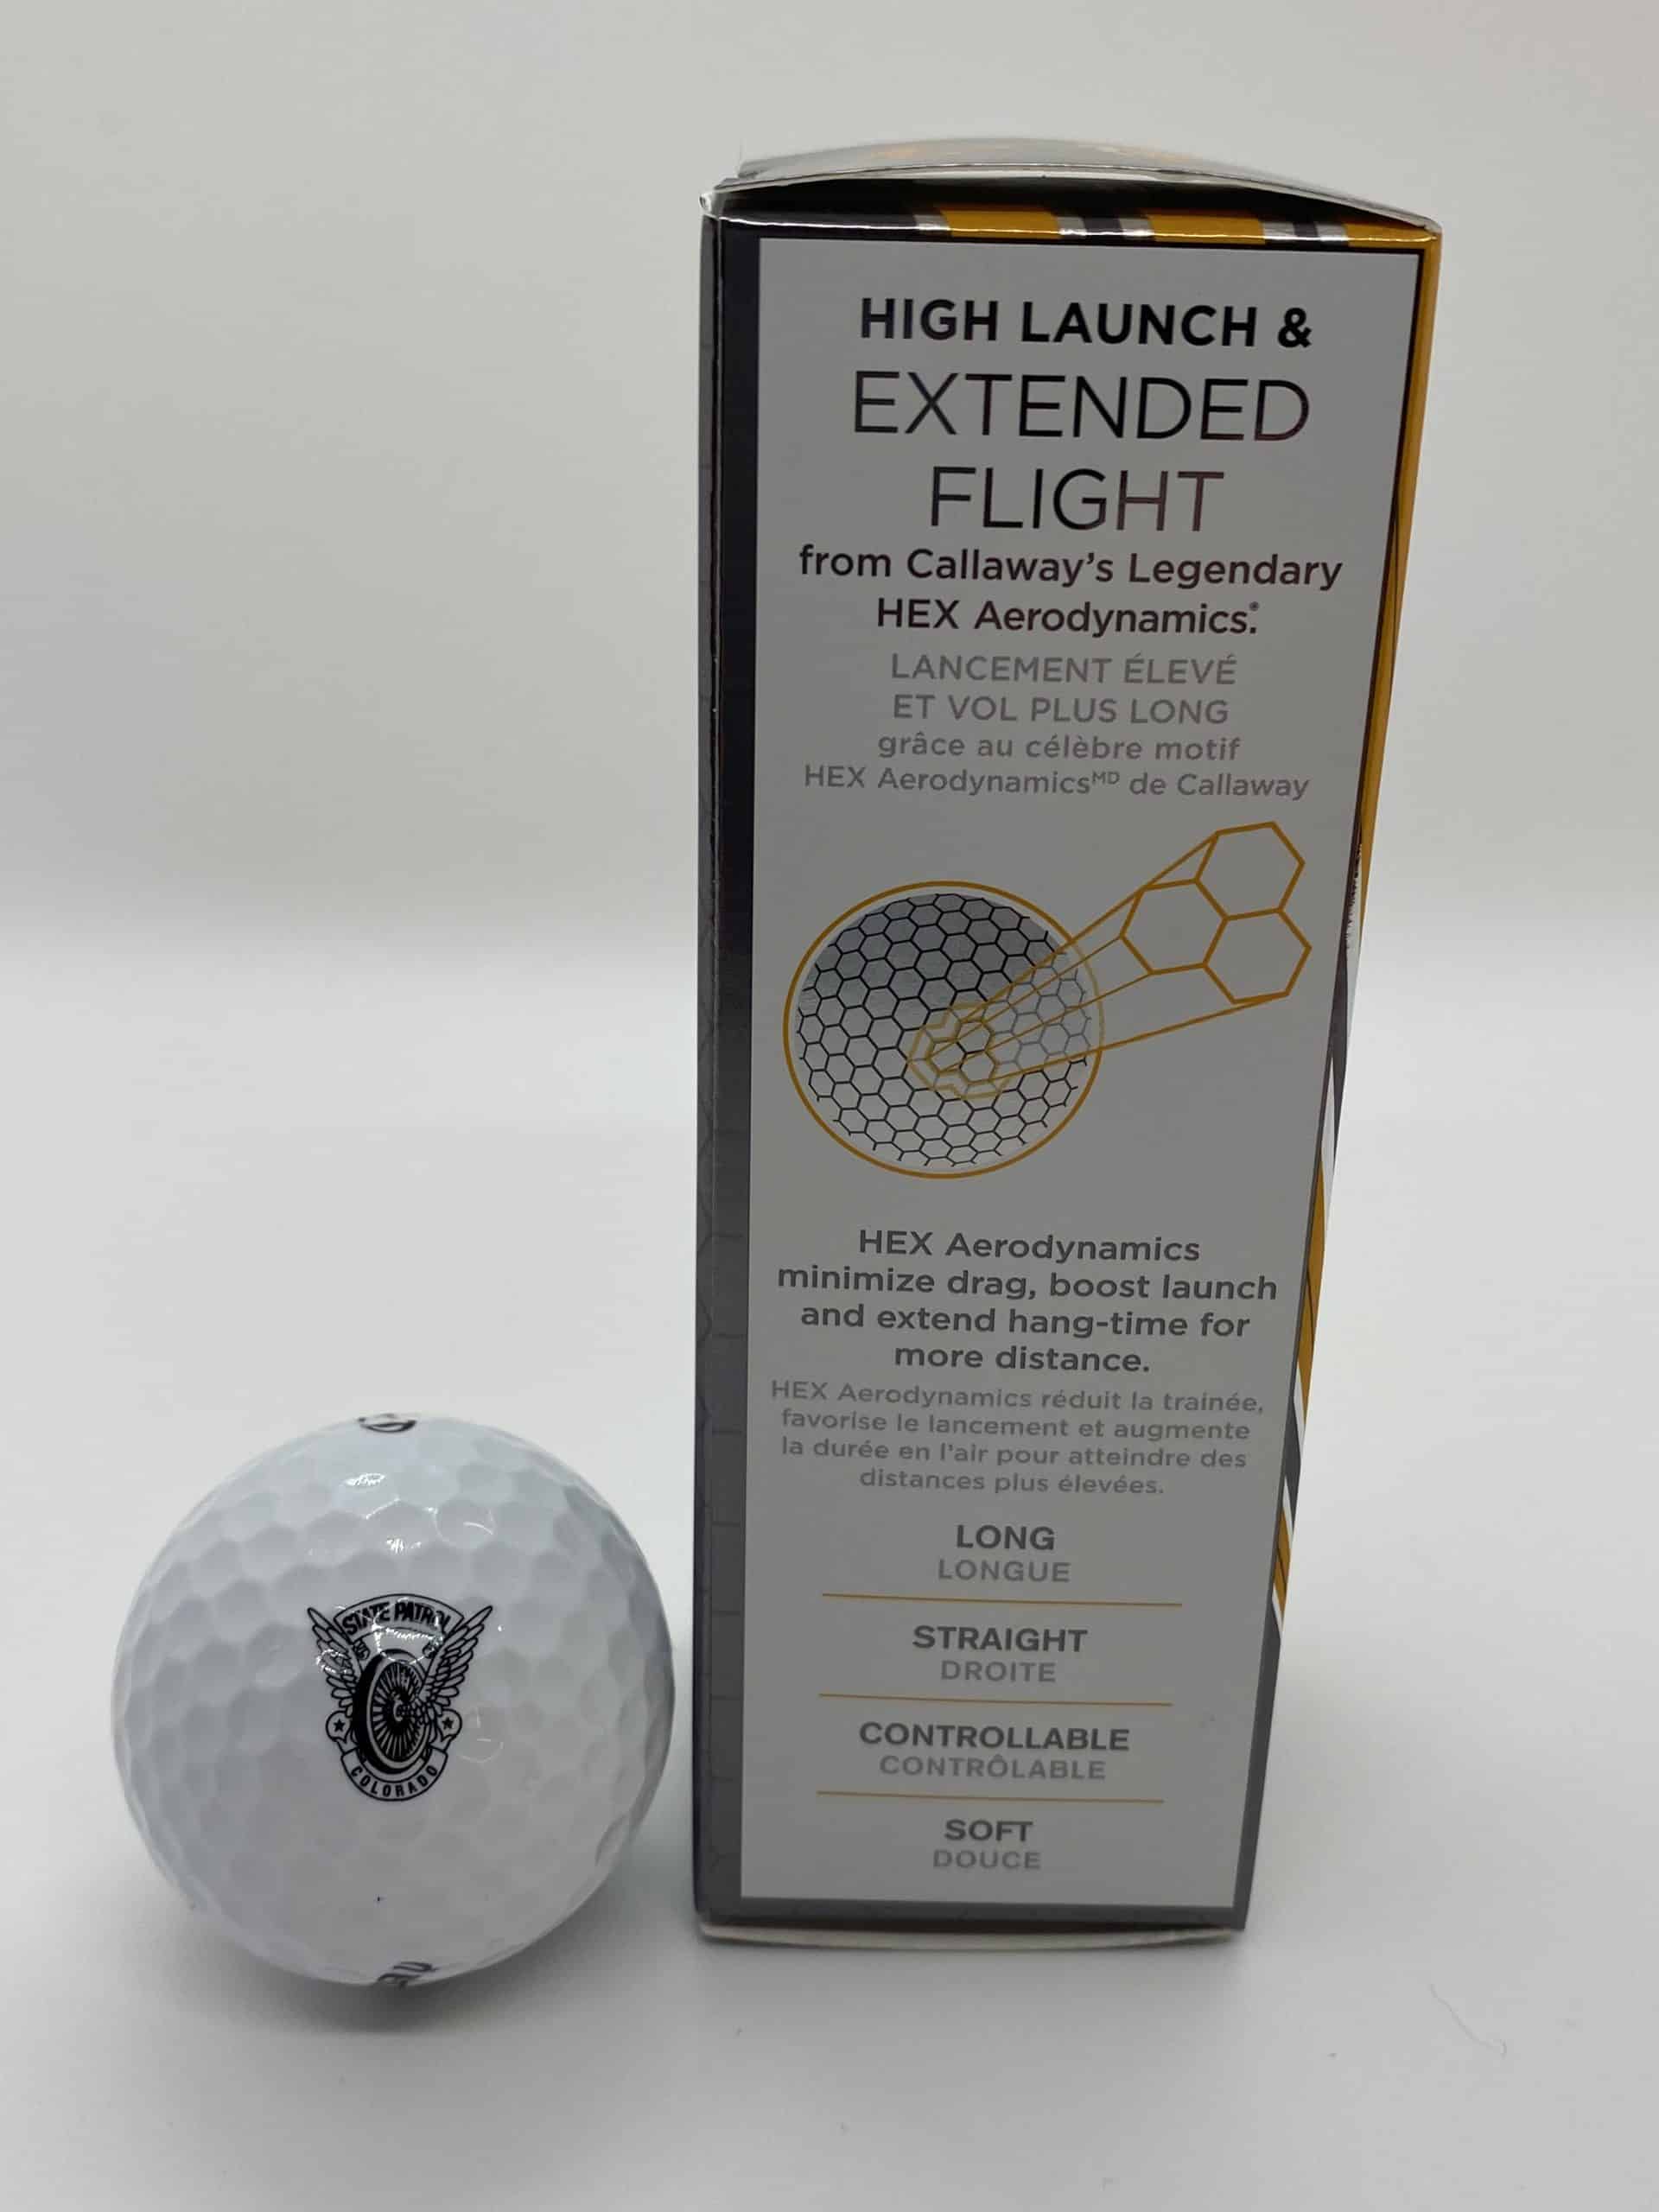 HIGH LAUNCH &
EXTENDED
FLIGHT
from Callaway's Legendary
HEX Aerodynamics.®
LANCEMENT ÉLEVÉ
ET VOL PLUS LONG
grâce au célèbre motif
HEX Aerodynamicsᴹᴰ de Callaway
HEX Aerodynamics
minimize drag, boost launch
and extend hang-time for
more distance.
HEX Aerodynamics réduit la trainée,
favorise le lancement et augmente
la durée en l'air pour atteindre des
distances plus élevées.
LONG
LONGUE
STRAIGHT
DROITE
CONTROLLABLE
CONTRÔLABLE
SOFT
DOUCE
STATE PATROL
COLORADO